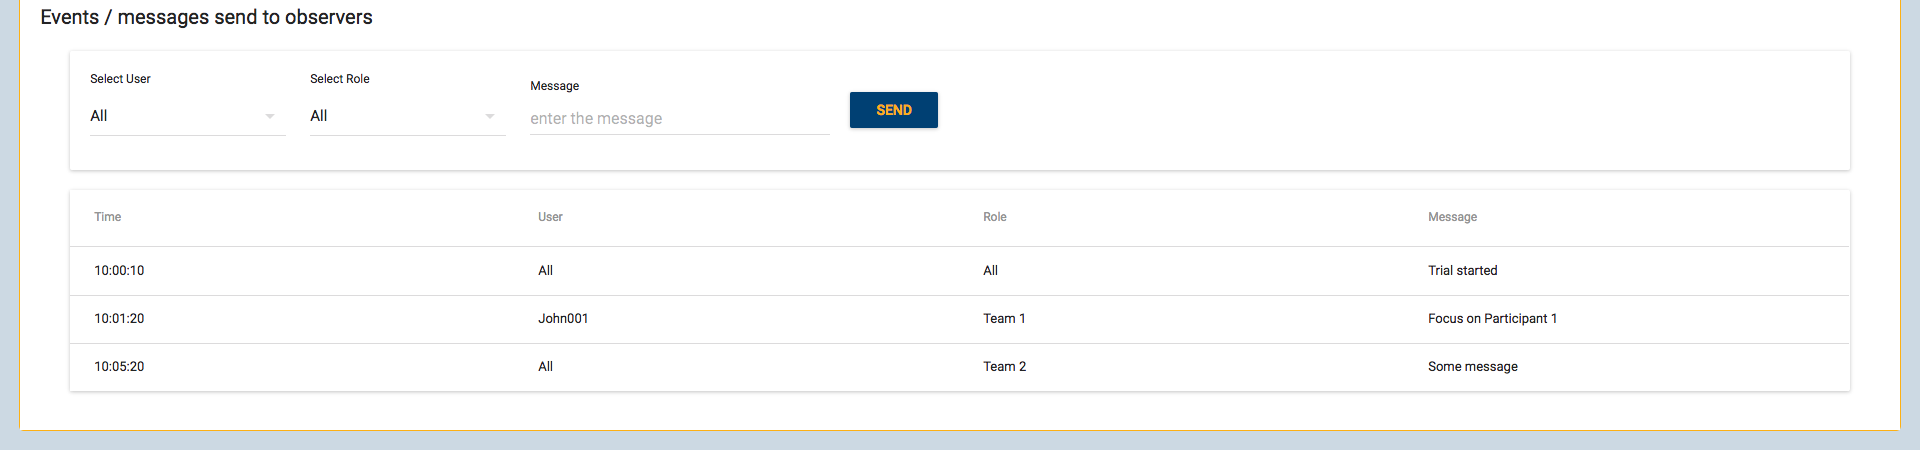 Events / messages send to observers
Select User
Select Role
Message
All
All
enter the message
SEND
Time User Role Message
10:00:10 All All Trial started
10:01:20 John001 Team 1 Focus on Participant 1
10:05:20 All Team 2 Some message